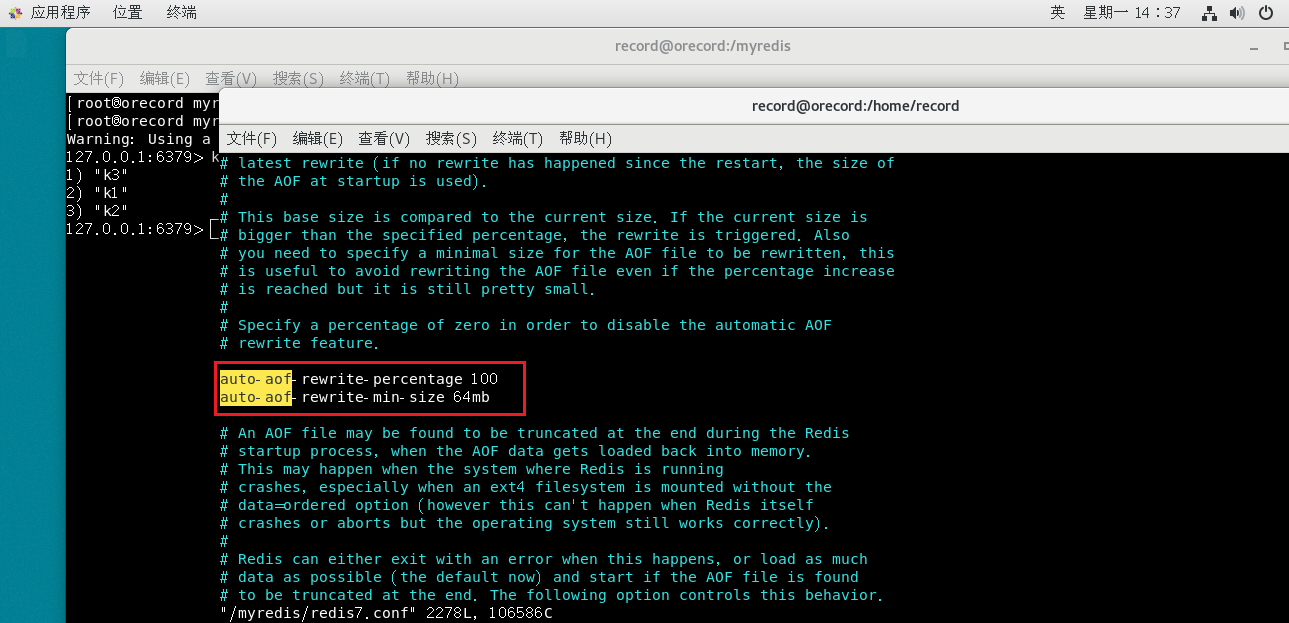 应用程序 位置 终端 英 星期一 14：37
record@orecord:/myredis
文件(F) 编辑(E) 查看(V) 搜索(S) 终端(T) 帮助(H)
[root@orecord myr
[root@orecord myr
Warning: Using a
127.0.0.1:6379> k
1) "k3"
2) "k1"
3) "k2"
127.0.0.1:6379>
record@orecord:/home/record
文件(F) 编辑(E) 查看(V) 搜索(S) 终端(T) 帮助(H)
# latest rewrite (if no rewrite has happened since the restart, the size of
# the AOF at startup is used).
#
# This base size is compared to the current size. If the current size is
# bigger than the specified percentage, the rewrite is triggered. Also
# you need to specify a minimal size for the AOF file to be rewritten, this
# is useful to avoid rewriting the AOF file even if the percentage increase
# is reached but it is still pretty small.
#
# Specify a percentage of zero in order to disable the automatic AOF
# rewrite feature.
auto-aof-rewrite-percentage 100
auto-aof-rewrite-min-size 64mb
# An AOF file may be found to be truncated at the end during the Redis
# startup process, when the AOF data gets loaded back into memory.
# This may happen when the system where Redis is running
# crashes, especially when an ext4 filesystem is mounted without the
# data=ordered option (however this can't happen when Redis itself
# crashes or aborts but the operating system still works correctly).
#
# Redis can either exit with an error when this happens, or load as much
# data as possible (the default now) and start if the AOF file is found
# to be truncated at the end. The following option controls this behavior.
"/myredis/redis7.conf" 2278L, 106586C